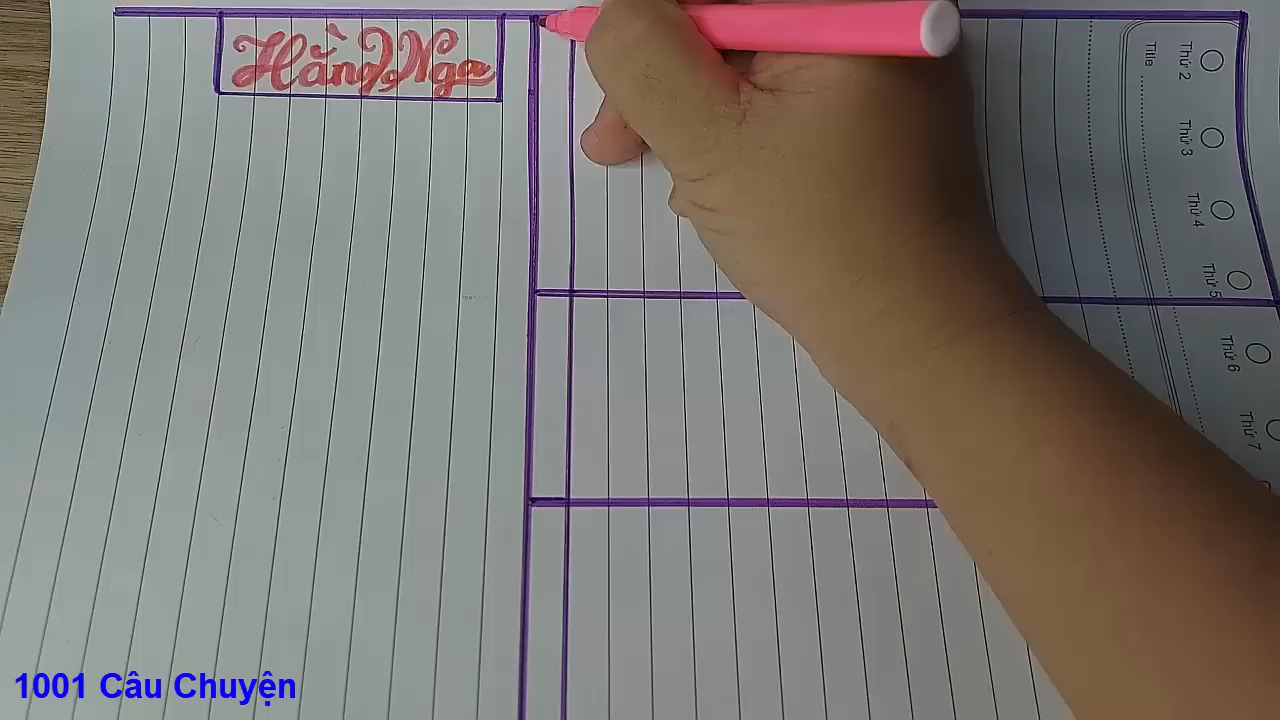 Hằng Nga
Title
Thứ 2
Thứ 3
Thứ 4
Thứ 5
Thứ 6
Thứ 7
1001 Câu Chuyện